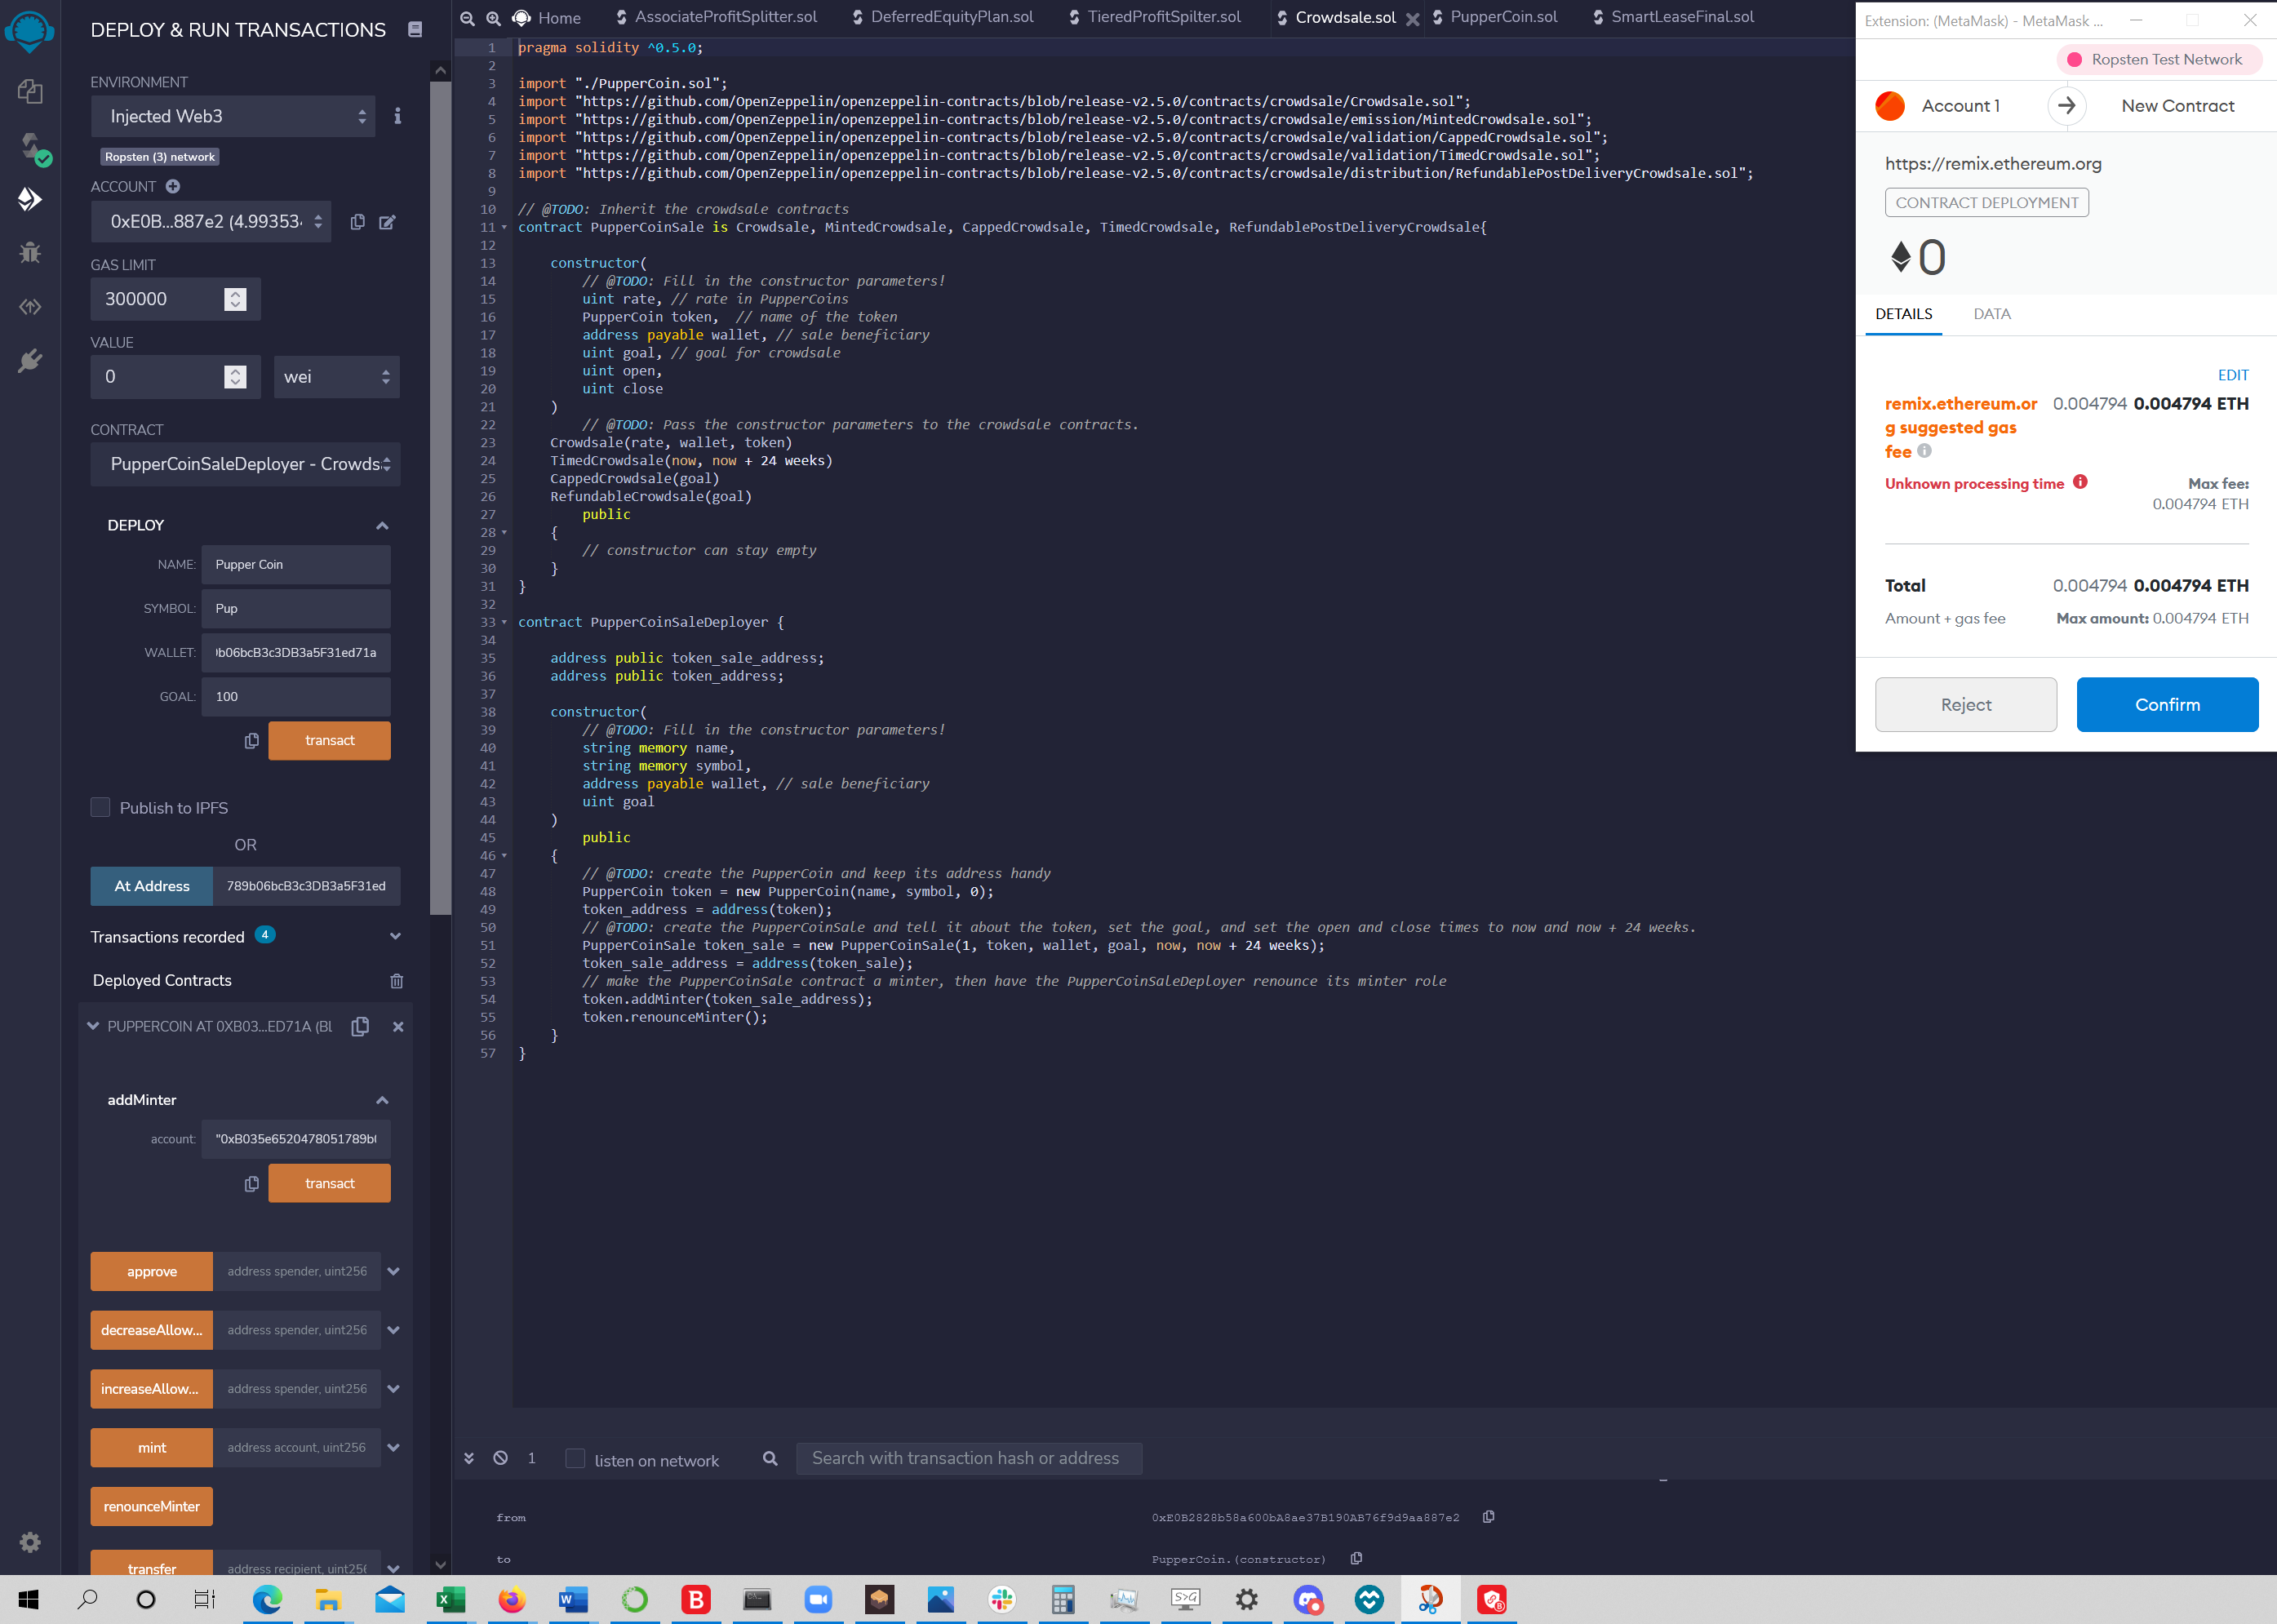 DEPLOY & RUN TRANSACTIONS
ENVIRONMENT
Injected Web3
Ropsten (3) network
ACCOUNT
0xE0B...887e2 (4.99353
GAS LIMIT
300000
VALUE
0
wei
CONTRACT
PupperCoinSaleDeployer - Crowds
DEPLOY
NAME:
Pupper Coin
SYMBOL:
Pup
WALLET:
b06bcB3c3DB3a5F31ed71a
GOAL:
100
transact
Publish to IPFS
OR
At Address
789b06bcB3c3DB3a5F31ed
Transactions recorded
4
Deployed Contracts
PUPPERCOIN AT 0XB03...ED71A (BL
addMinter
account:
"0xB035e6520478051789b
transact
approve
address spender, uint256
decreaseAllow...
address spender, uint256
increaseAllow...
address spender, uint256
mint
address account, uint256
renounceMinter
transfer
address recipient, uint256
Home
AssociateProfitSplitter.sol
DeferredEquityPlan.sol
TieredProfitSpilter.sol
Crowdsale.sol
PupperCoin.sol
SmartLeaseFinal.sol
1 pragma solidity ^0.5.0;
2
3 import "./PupperCoin.sol";
4 import "https://github.com/OpenZeppelin/openzeppelin-contracts/blob/release-v2.5.0/contracts/crowdsale/Crowdsale.sol";
5 import "https://github.com/OpenZeppelin/openzeppelin-contracts/blob/release-v2.5.0/contracts/crowdsale/emission/MintedCrowdsale.sol";
6 import "https://github.com/OpenZeppelin/openzeppelin-contracts/blob/release-v2.5.0/contracts/crowdsale/validation/CappedCrowdsale.sol";
7 import "https://github.com/OpenZeppelin/openzeppelin-contracts/blob/release-v2.5.0/contracts/crowdsale/validation/TimedCrowdsale.sol";
8 import "https://github.com/OpenZeppelin/openzeppelin-contracts/blob/release-v2.5.0/contracts/crowdsale/distribution/RefundablePostDeliveryCrowdsale.sol";
9
10 // @TODO: Inherit the crowdsale contracts
11 contract PupperCoinSale is Crowdsale, MintedCrowdsale, CappedCrowdsale, TimedCrowdsale, RefundablePostDeliveryCrowdsale{
12
13 constructor(
14 // @TODO: Fill in the constructor parameters!
15 uint rate, // rate in PupperCoins
16 PupperCoin token, // name of the token
17 address payable wallet, // sale beneficiary
18 uint goal, // goal for crowdsale
19 uint open,
20 uint close
21 )
22 // @TODO: Pass the constructor parameters to the crowdsale contracts.
23 Crowdsale(rate, wallet, token)
24 TimedCrowdsale(now, now + 24 weeks)
25 CappedCrowdsale(goal)
26 RefundableCrowdsale(goal)
27 public
28 {
29 // constructor can stay empty
30 }
31 }
32
33 contract PupperCoinSaleDeployer {
34
35 address public token_sale_address;
36 address public token_address;
37
38 constructor(
39 // @TODO: Fill in the constructor parameters!
40 string memory name,
41 string memory symbol,
42 address payable wallet, // sale beneficiary
43 uint goal
44 )
45 public
46 {
47 // @TODO: create the PupperCoin and keep its address handy
48 PupperCoin token = new PupperCoin(name, symbol, 0);
49 token_address = address(token);
50 // @TODO: create the PupperCoinSale and tell it about the token, set the goal, and set the open and close times to now and now + 24 weeks.
51 PupperCoinSale token_sale = new PupperCoinSale(1, token, wallet, goal, now, now + 24 weeks);
52 token_sale_address = address(token_sale);
53 // make the PupperCoinSale contract a minter, then have the PupperCoinSaleDeployer renounce its minter role
54 token.addMinter(token_sale_address);
55 token.renounceMinter();
56 }
57 }
1
listen on network
Search with transaction hash or address
from
0xE0B2828b58a600bA8ae37B190AB76f9d9aa887e2
to
PupperCoin.(constructor)
Extension: (MetaMask) - MetaMask ...
Ropsten Test Network
Account 1
New Contract
https://remix.ethereum.org
CONTRACT DEPLOYMENT
0
DETAILS
DATA
EDIT
remix.ethereum.or
g suggested gas
fee
0.004794 0.004794 ETH
Unknown processing time
Max fee:
0.004794 ETH
Total
0.004794 0.004794 ETH
Amount + gas fee
Max amount: 0.004794 ETH
Reject
Confirm